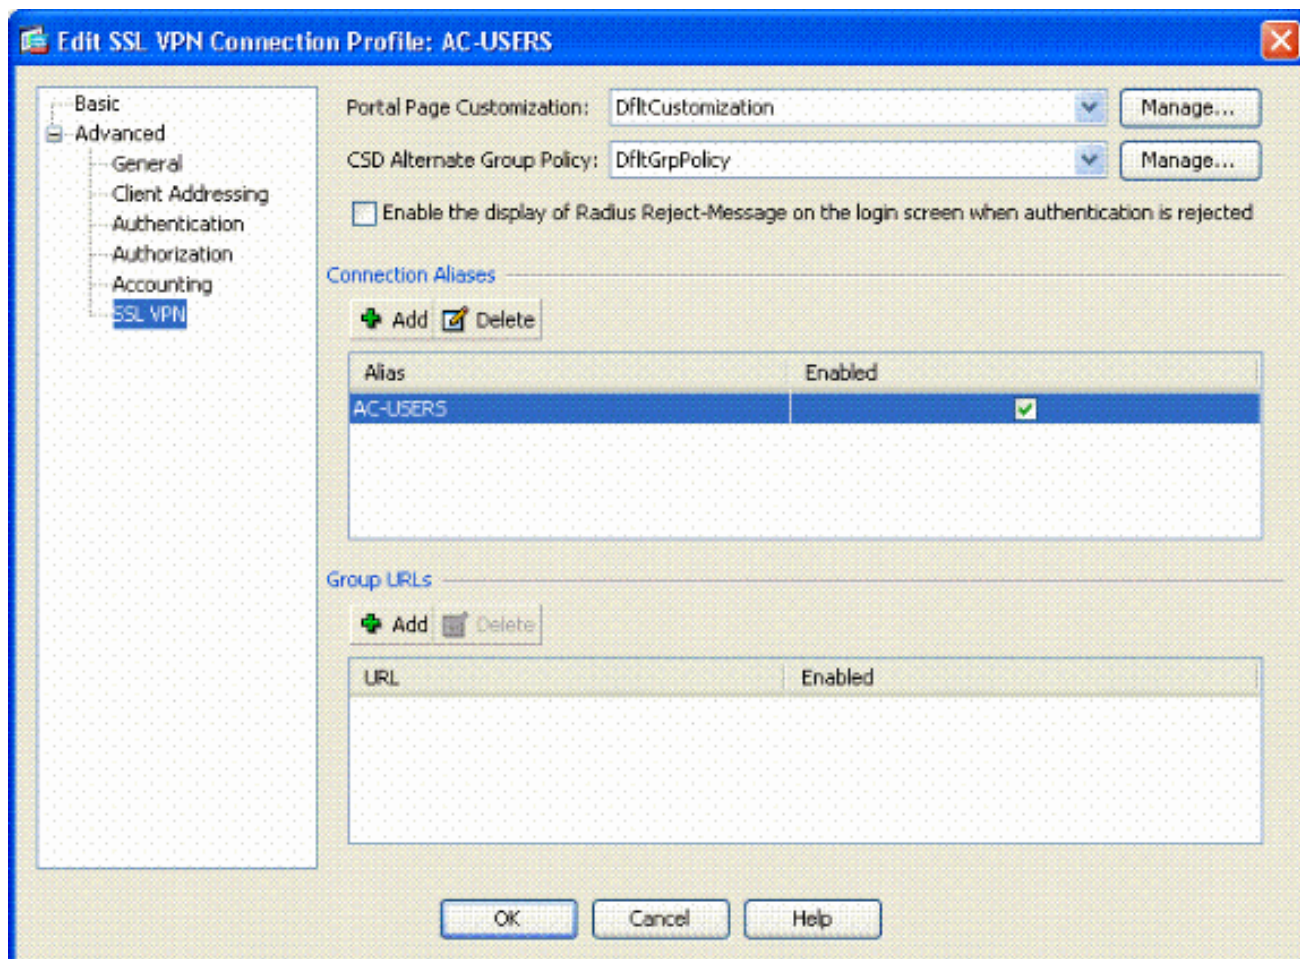 Edit SSL VPN Connection Profile: AC-USERS
Basic
Advanced
General
Client Addressing
Authentication
Authorization
Accounting
SSL VPN
Portal Page Customization: DfltCustomization Manage...
CSD Alternate Group Policy: DfltGrpPolicy Manage...
Enable the display of Radius Reject-Message on the login screen when authentication is rejected
Connection Aliases
Add Delete
Alias Enabled
AC-USERS
Group URLs
Add Delete
URL Enabled
OK Cancel Help